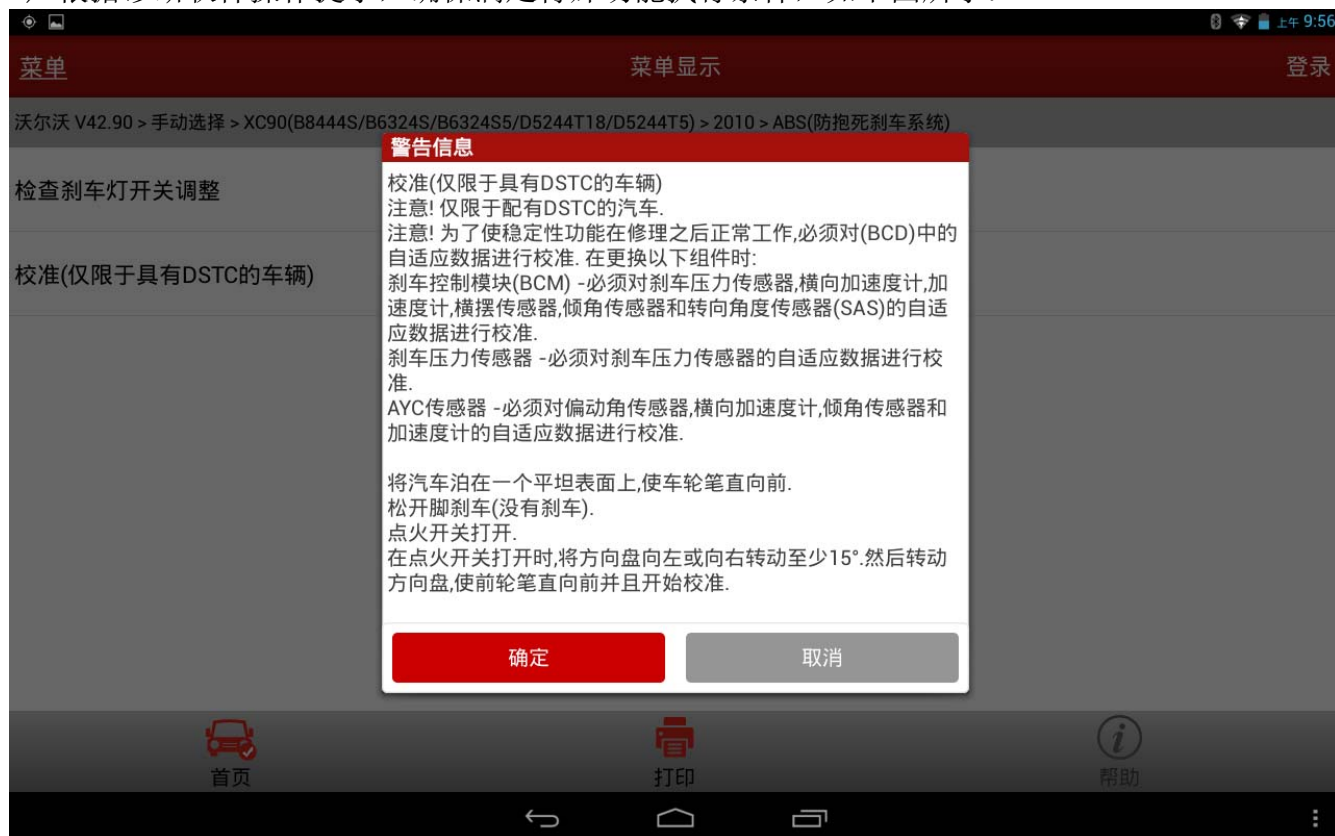 上午 9:56
菜单
菜单显示
登录
沃尔沃 V42.90 > 手动选择 > XC90(B8444S/B6324S/B6324S5/D5244T18/D5244T5) > 2010 > ABS(防抱死刹车系统)
检查刹车灯开关调整
校准(仅限于具有DSTC的车辆)
警告信息
校准(仅限于具有DSTC的车辆)
注意! 仅限于配有DSTC的汽车.
注意! 为了使稳定性功能在修理之后正常工作,必须对(BCD)中的
自适应数据进行校准. 在更换以下组件时:
刹车控制模块(BCM) -必须对刹车压力传感器,横向加速度计,加
速度计,横摆传感器,倾角传感器和转向角度传感器(SAS)的自适
应数据进行校准.
刹车压力传感器 -必须对刹车压力传感器的自适应数据进行校
准.
AYC传感器 -必须对偏动角传感器,横向加速度计,倾角传感器和
加速度计的自适应数据进行校准.
将汽车泊在一个平坦表面上,使车轮笔直向前.
松开脚刹车(没有刹车).
点火开关打开.
在点火开关打开时,将方向盘向左或向右转动至少15°.然后转动
方向盘,使前轮笔直向前并且开始校准.
确定
取消
首页
打印
帮助